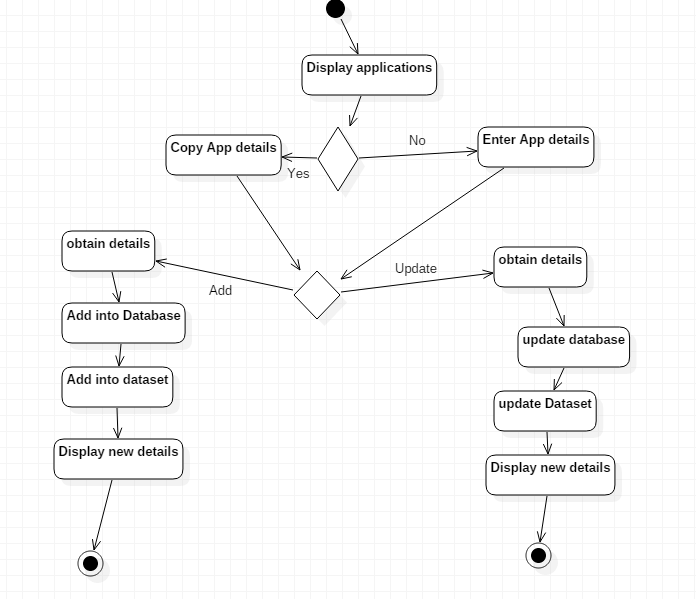 Display applications
Copy App details
No
Enter App details
Yes
obtain details
Add
Update
obtain details
Add into Database
update database
Add into dataset
update Dataset
Display new details
Display new details